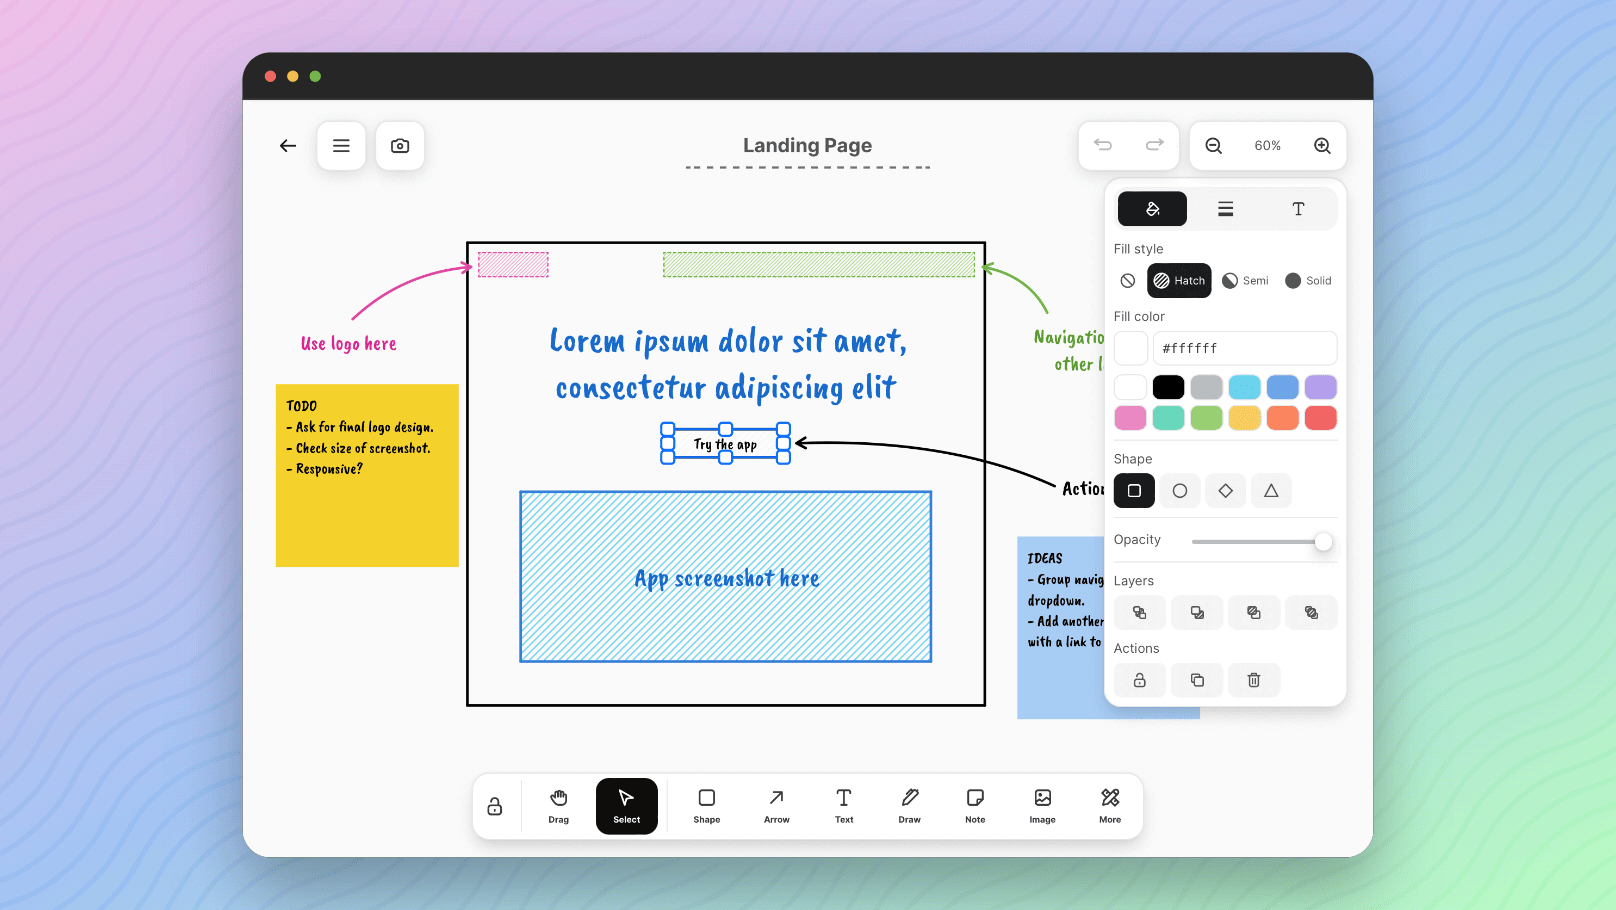 Landing Page
60%
Use logo here
Navigatio
other l
Lorem ipsum dolor sit amet,
consectetur adipiscing elit
Try the app
Action
App screenshot here
TODO
- Ask for final logo design.
- Check size of screenshot.
- Responsive?
IDEAS
- Group navig
dropdown.
- Add another
with a link to
Fill style
Hatch
Semi
Solid
Fill color
#ffffff
Shape
Opacity
Layers
Actions
Drag
Select
Shape
Arrow
Text
Draw
Note
Image
More